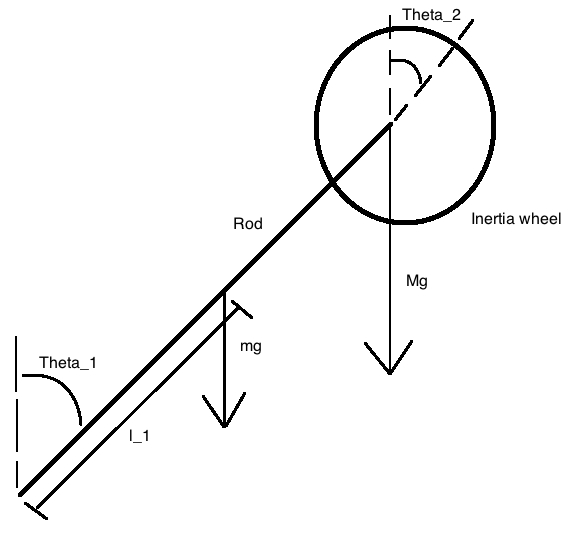 Theta_2
Rod
Inertia wheel
Mg
Theta_1
mg
l_1